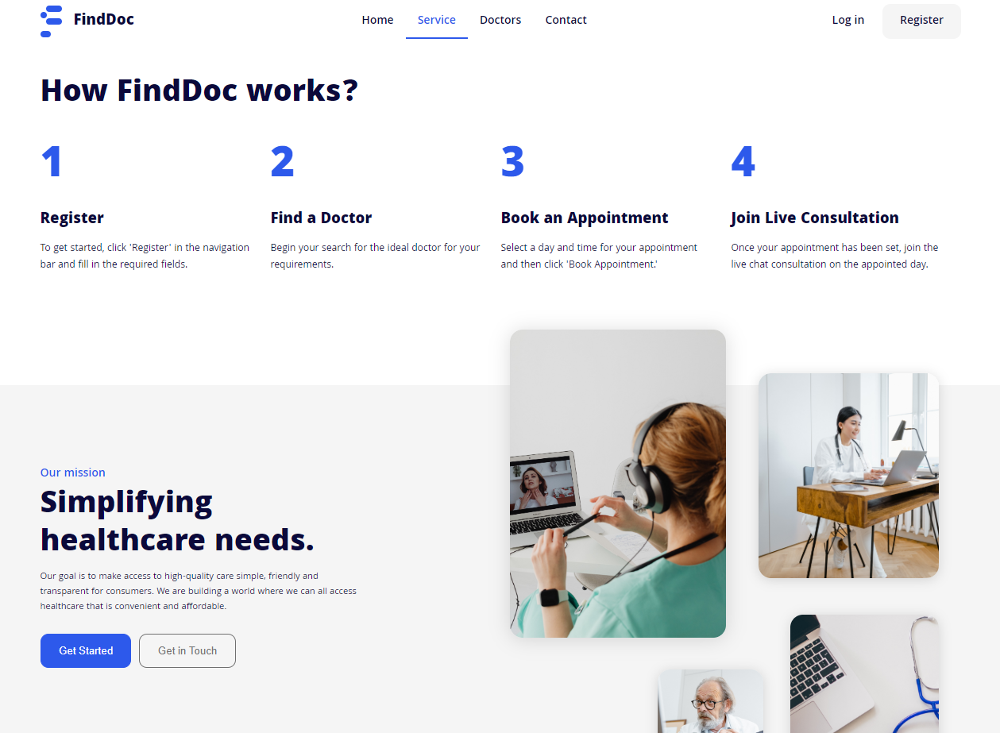 FindDoc
Home
Service
Doctors
Contact
Log in
Register
How FindDoc works?
1
Register
To get started, click 'Register' in the navigation
bar and fill in the required fields.
2
Find a Doctor
Begin your search for the ideal doctor for your
requirements.
3
Book an Appointment
Select a day and time for your appointment
and then click 'Book Appointment.'
4
Join Live Consultation
Once your appointment has been set, join the
live chat consultation on the appointed day.
Our mission
Simplifying
healthcare needs.
Our goal is to make access to high-quality care simple, friendly and
transparent for consumers. We are building a world where we can all access
healthcare that is convenient and affordable.
Get Started
Get in Touch